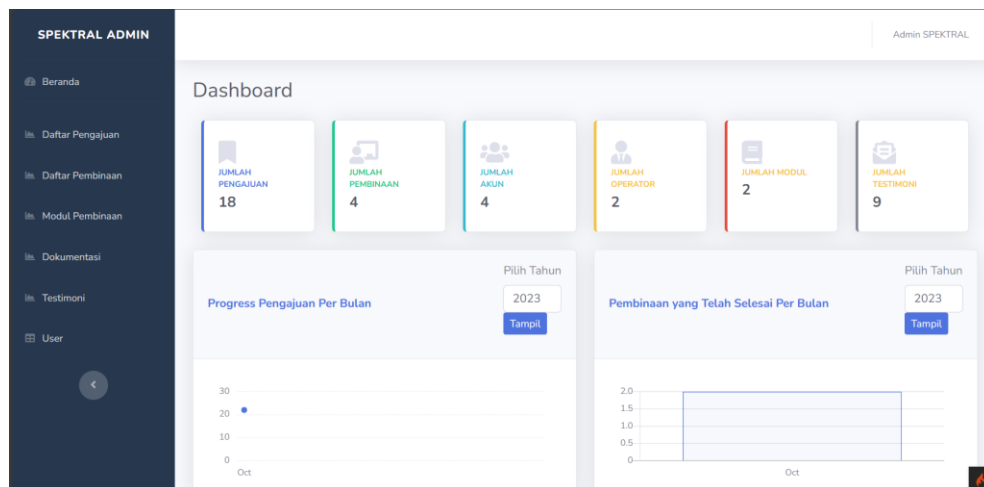 SPEKTRAL ADMIN
Admin SPEKTRAL
Beranda
Daftar Pengajuan
Daftar Pembinaan
Modul Pembinaan
Dokumentasi
Testimoni
User
Dashboard
JUMLAH
PENGAJUAN
18
JUMLAH
PEMBINAAN
4
JUMLAH
AKUN
4
JUMLAH
OPERATOR
2
JUMLAH MODUL
2
JUMLAH
TESTIMONI
9
Progress Pengajuan Per Bulan
Pilih Tahun
2023
Tampil
30
20
10
0
Oct
Pembinaan yang Telah Selesai Per Bulan
Pilih Tahun
2023
Tampil
2.0
1.5
1.0
0.5
0
Oct